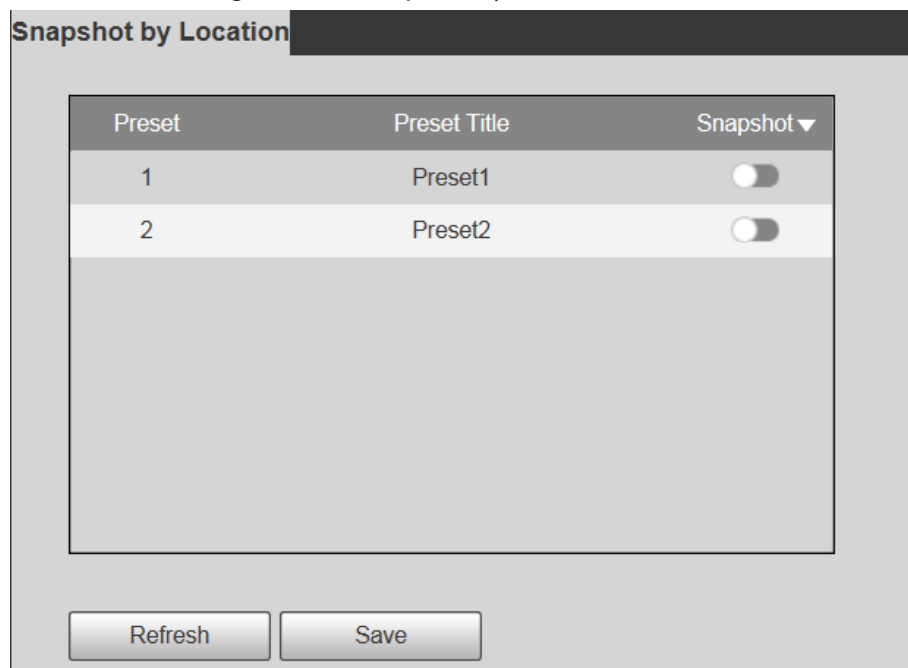 Snapshot by Location
Preset Preset Title Snapshot
1 Preset1
2 Preset2
Refresh Save